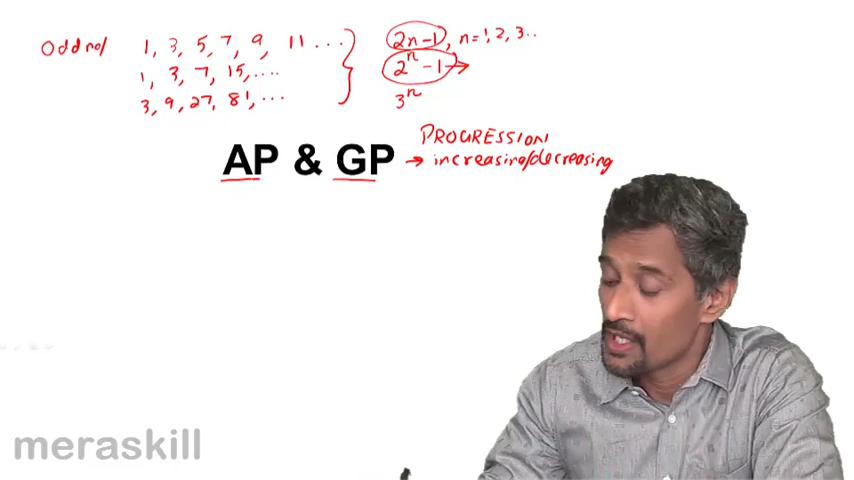 Odd no/ 1, 3, 5, 7, 9, 11 ... 2n-1, n=1,2,3..
1, 3, 7, 15, .... 2ⁿ-1 →
3, 9, 27, 81, ... 3ⁿ
PROGRESSION
AP & GP → increasing/decreasing
meraskill